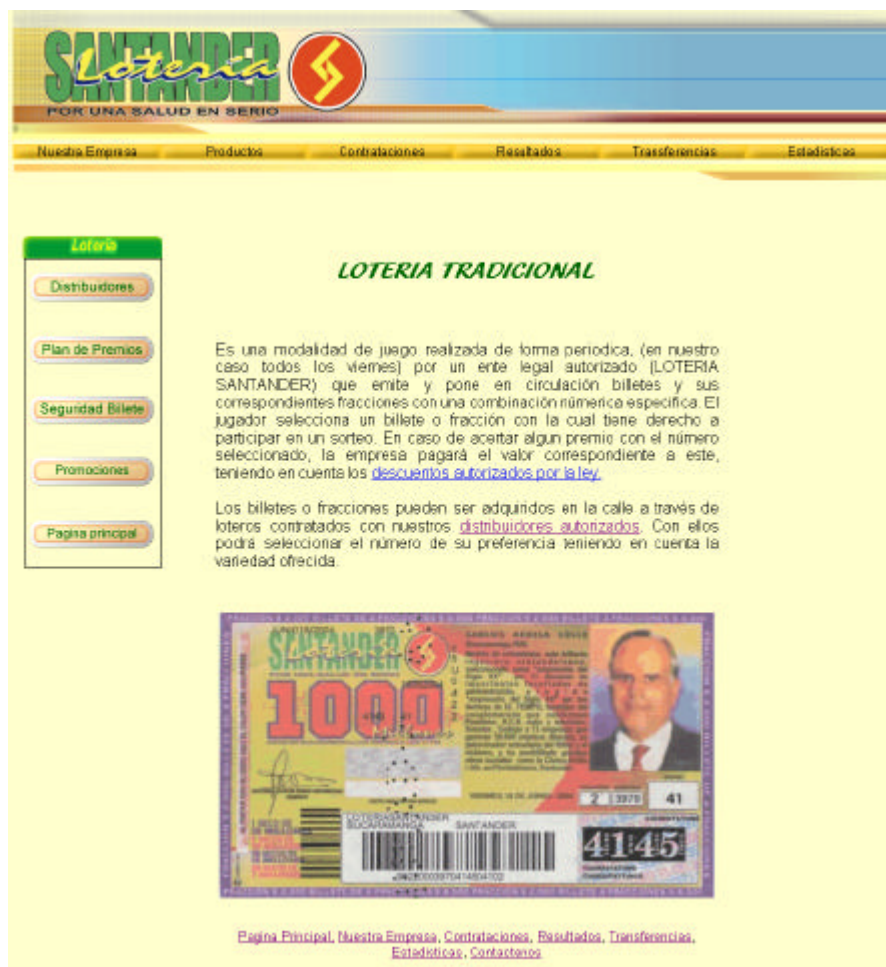 SANTANDER
Lotería
POR UNA SALUD EN SERIO
Nuestra Empresa Productos Contrataciones Resultados Transferencias Estadisticas
Lotería
Distribuidores
Plan de Premios
Seguridad Billete
Promociones
Pagina principal
LOTERIA TRADICIONAL
Es una modalidad de juego realizada de forma periodica, (en nuestro
caso todos los viernes) por un ente legal autorizado (LOTERIA
SANTANDER) que emite y pone en circulación billetes y sus
correspondientes fracciones con una combinación númerica especifica. El
jugador selecciona un billete o fracción con la cual tiene derecho a
participar en un sorteo. En caso de acertar algun premio con el número
seleccionado, la empresa pagará el valor correspondiente a este,
teniendo en cuenta los descuentos autorizados por la ley.
Los billetes o fracciones pueden ser adquiridos en la calle a través de
loteros contratados con nuestros distribuidores autorizados. Con ellos
podrá seleccionar el número de su preferencia teniendo en cuenta la
variedad ofrecida.
SANTANDER
Lotería
1000
2 3979 41
LOTERIA SANTANDER
BUCARAMANGA SANTANDER
4145
Pagina Principal, Nuestra Empresa, Contrataciones, Resultados, Transferencias,
Estadisticas, Contactenos